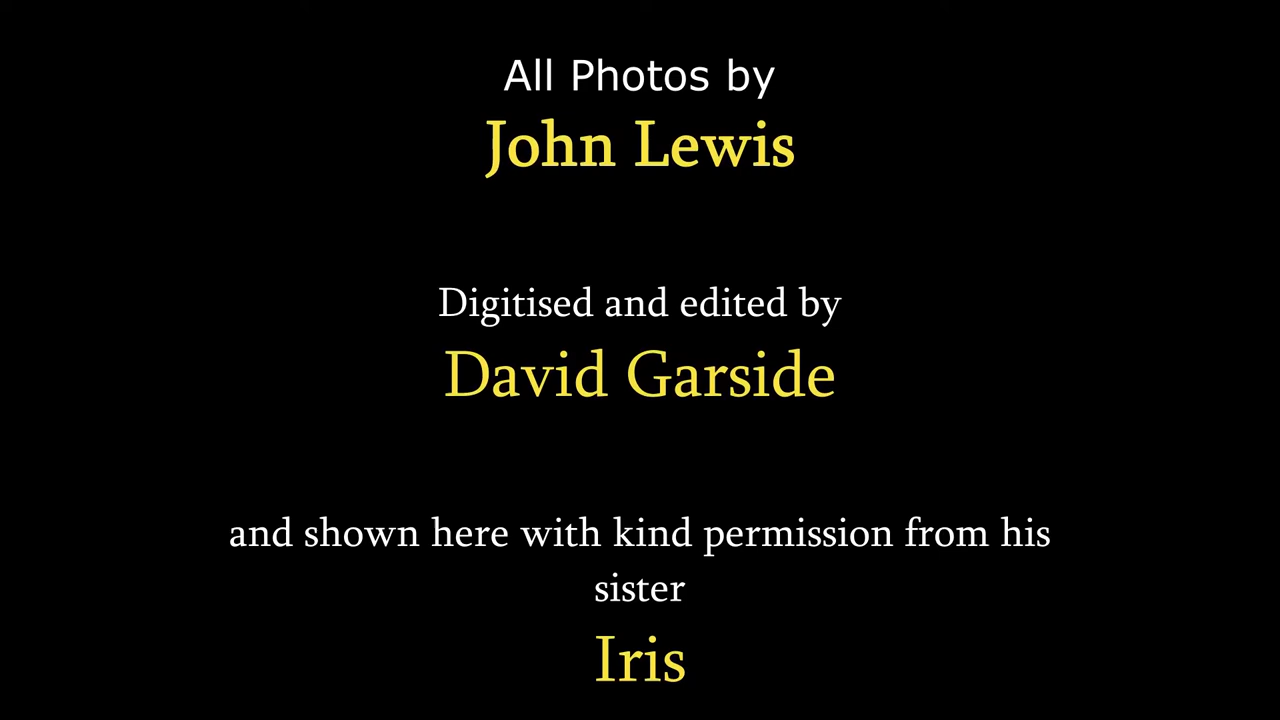 All Photos by
John Lewis
Digitised and edited by
David Garside
and shown here with kind permission from his
sister
Iris